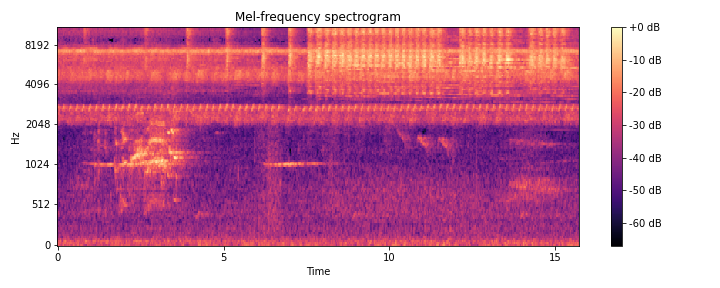 Mel-frequency spectrogram
Hz
8192
4096
2048
1024
512
0
0
5
10
15
Time
+0 dB
-10 dB
-20 dB
-30 dB
-40 dB
-50 dB
-60 dB